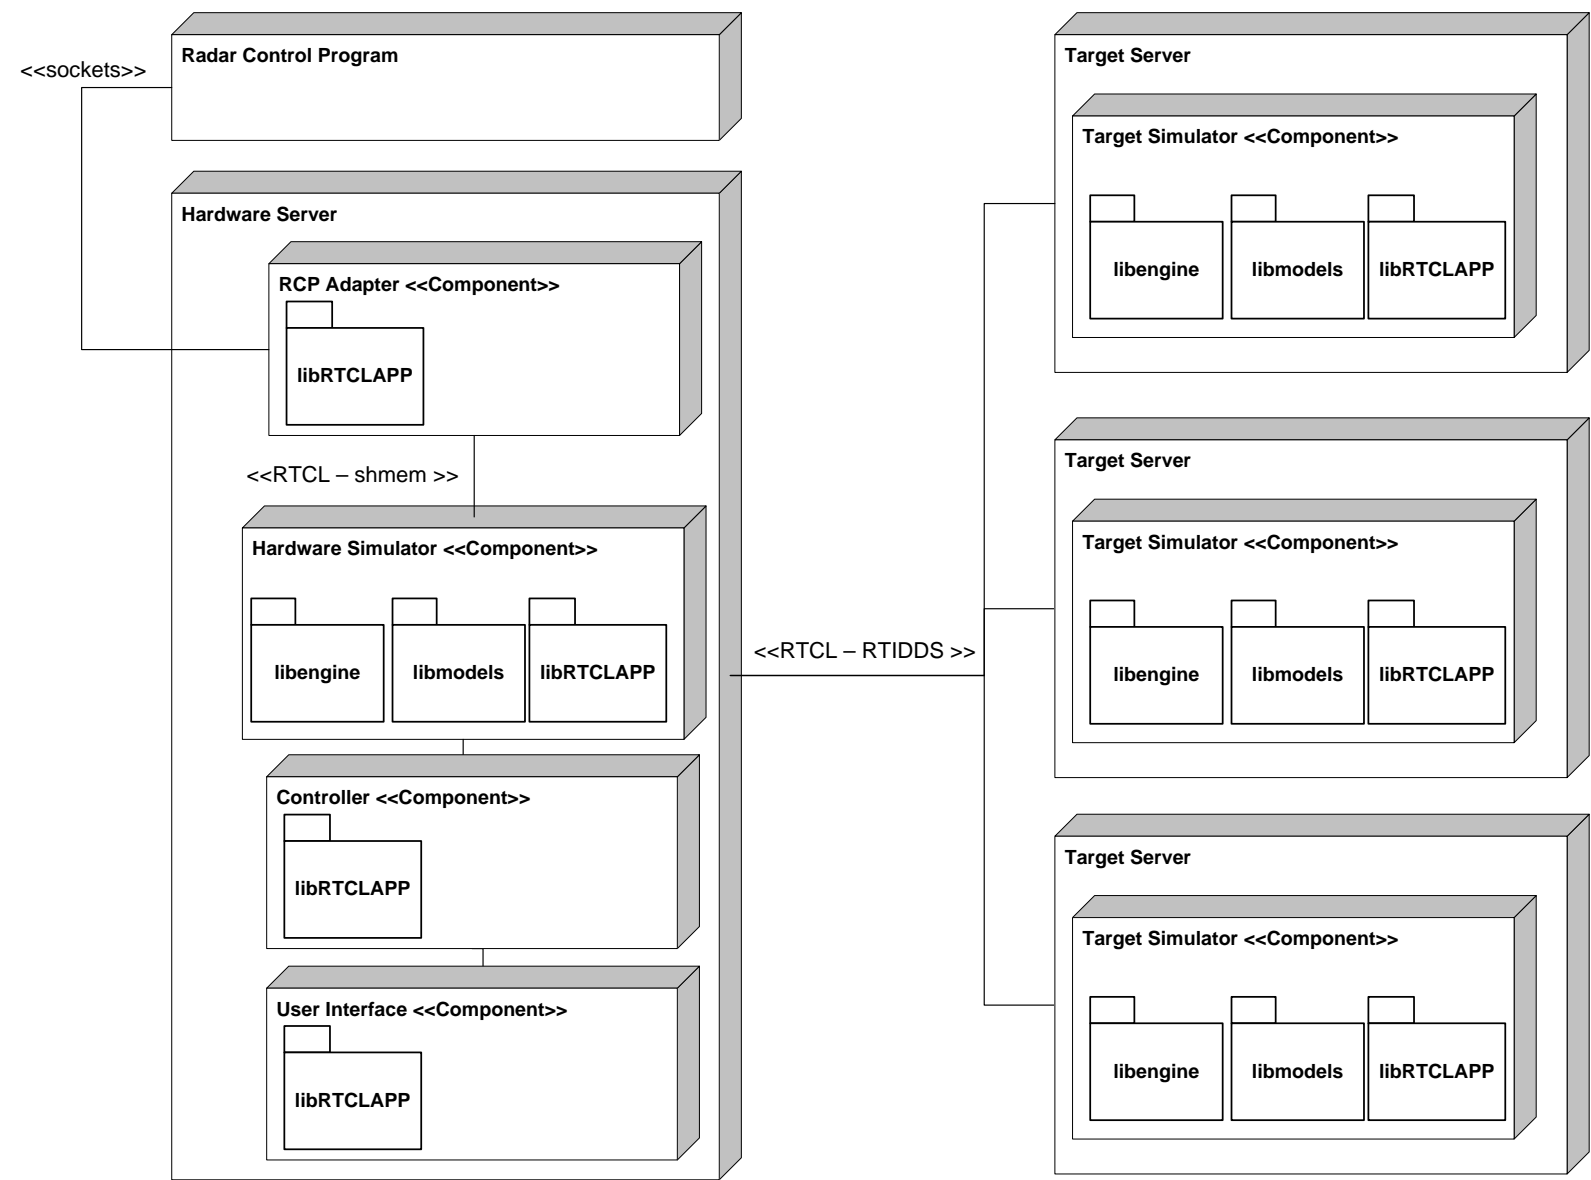 <<sockets>>
Radar Control Program
Hardware Server
RCP Adapter <<Component>>
libRTCLAPP
<<RTCL – shmem >>
Hardware Simulator <<Component>>
libengine
libmodels
libRTCLAPP
Controller <<Component>>
libRTCLAPP
User Interface <<Component>>
libRTCLAPP
<<RTCL – RTIDDS >>
Target Server
Target Simulator <<Component>>
libengine
libmodels
libRTCLAPP
Target Server
Target Simulator <<Component>>
libengine
libmodels
libRTCLAPP
Target Server
Target Simulator <<Component>>
libengine
libmodels
libRTCLAPP